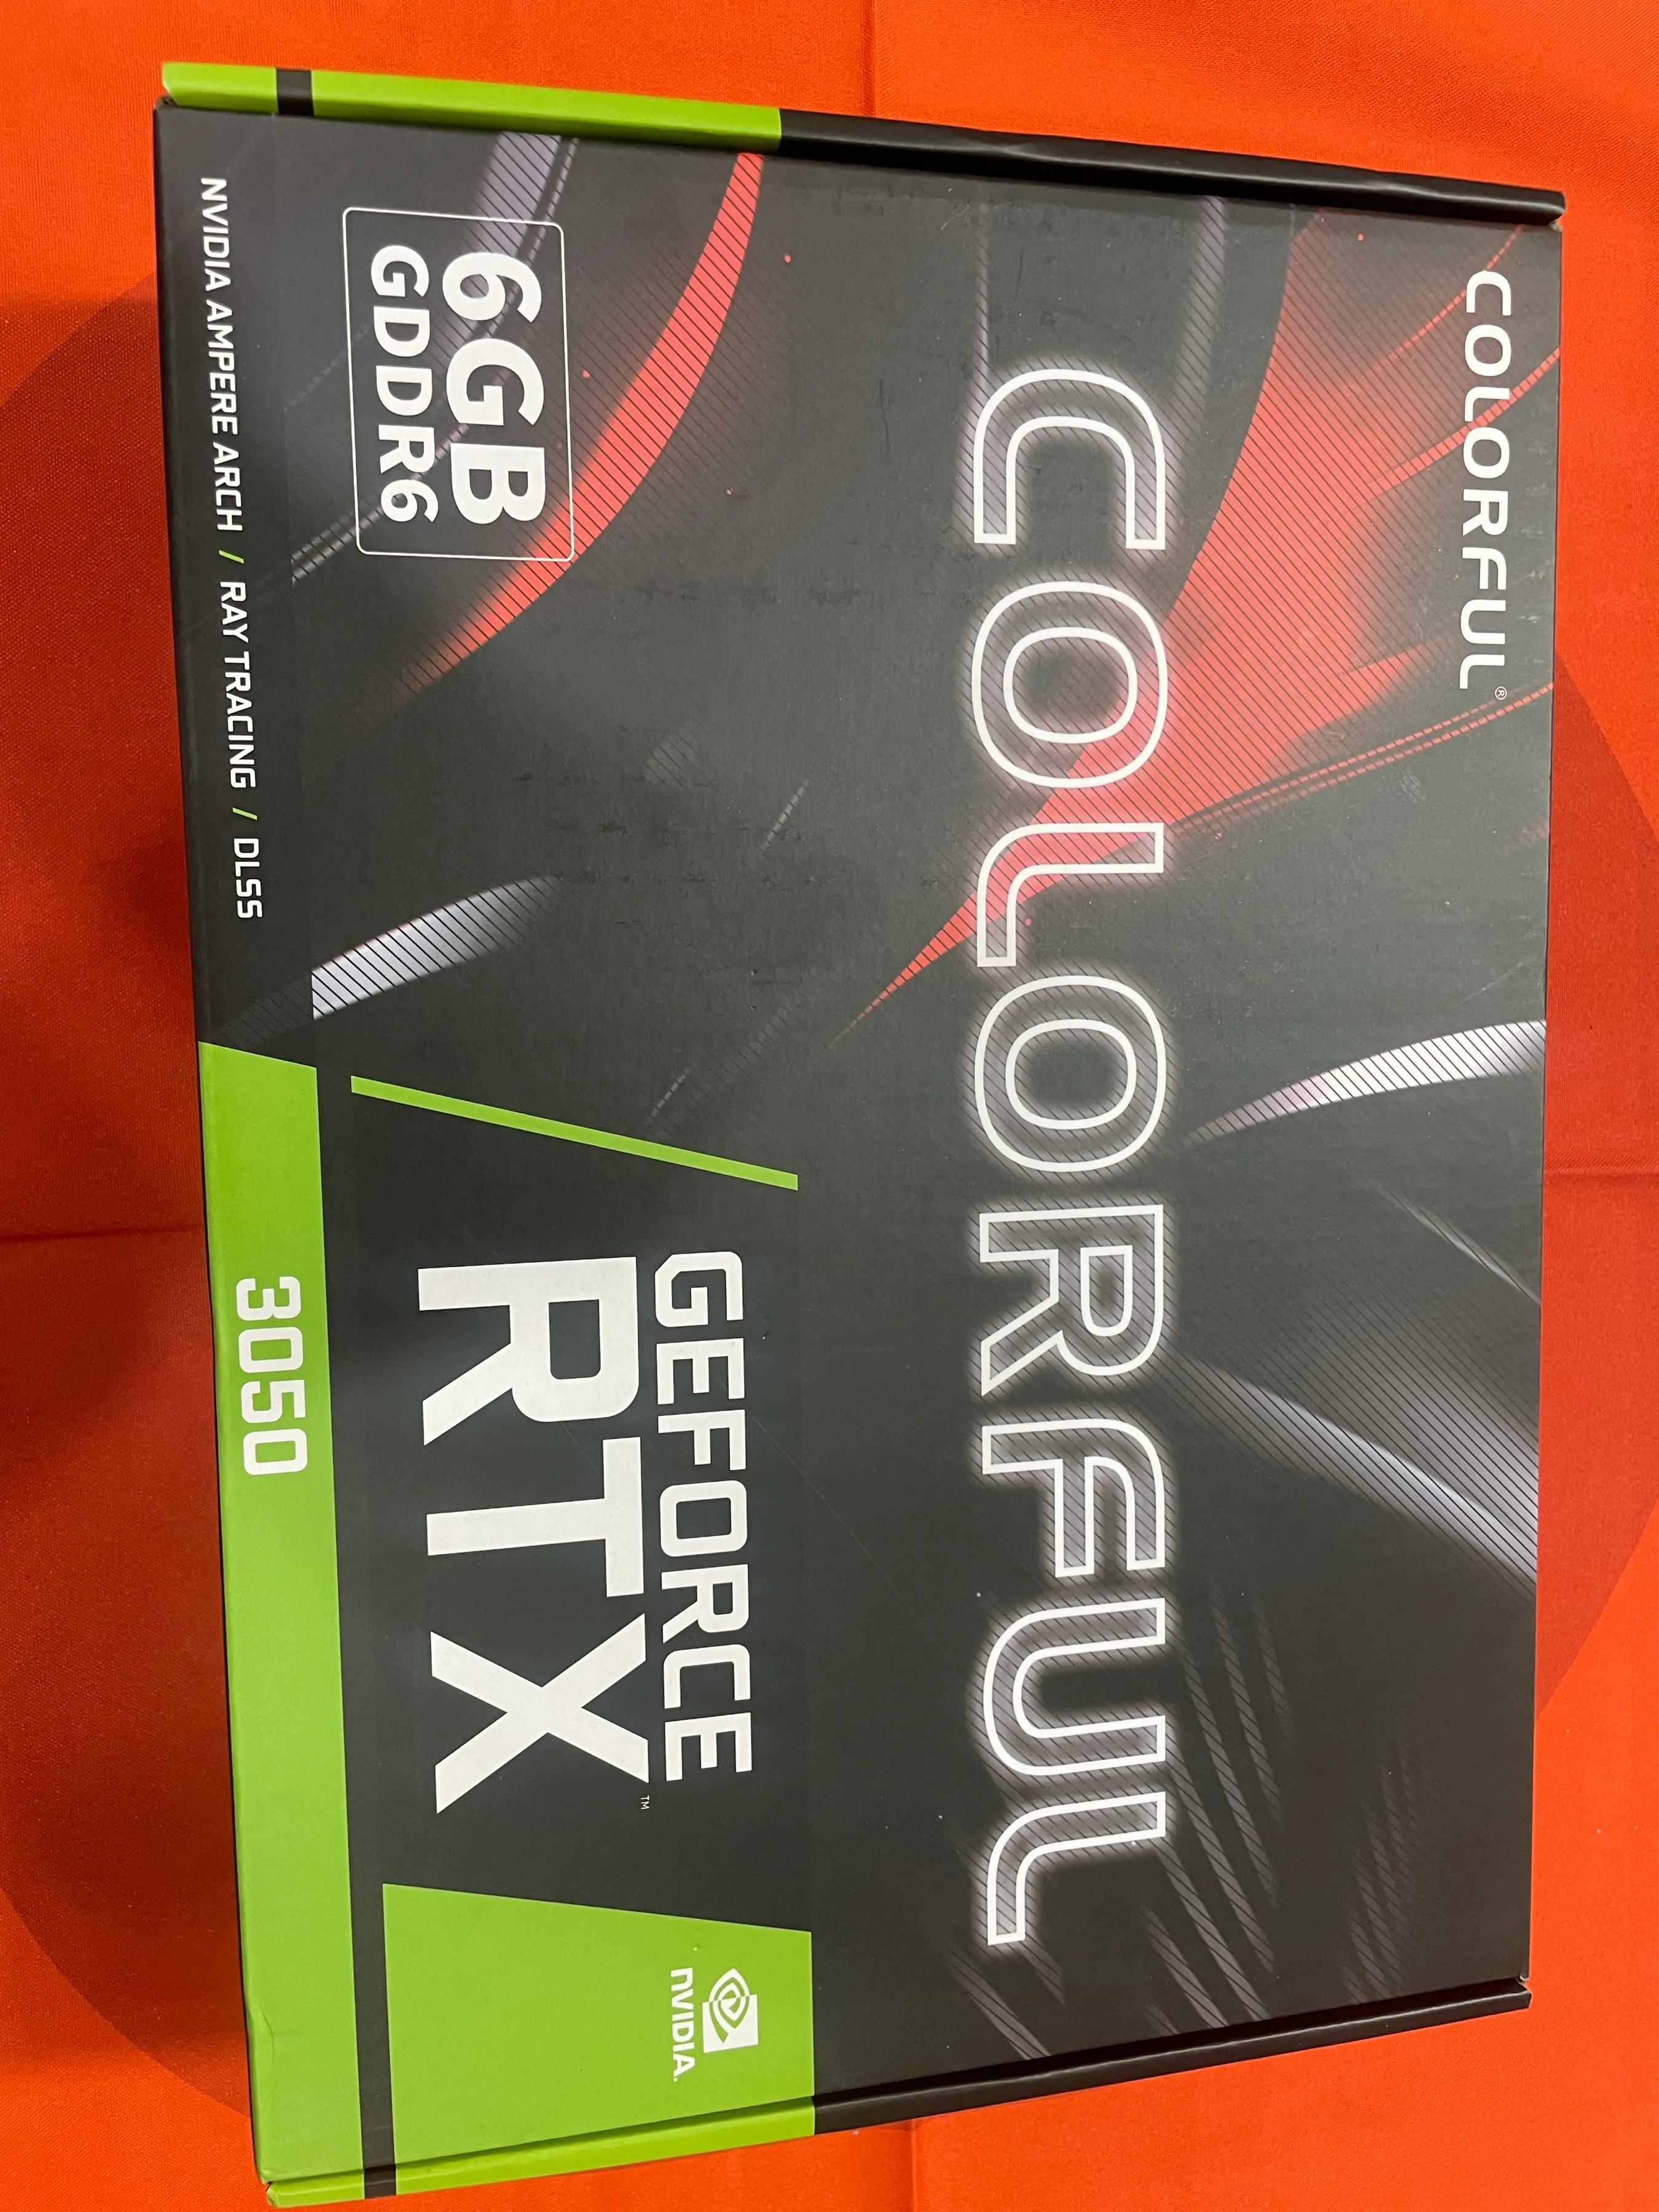 COLORFUL®
COLORFUL
GEFORCE
RTX™
nVIDIA.
6GB
GDDR6
NVIDIA AMPERE ARCH / RAY TRACING / DLSS
3050